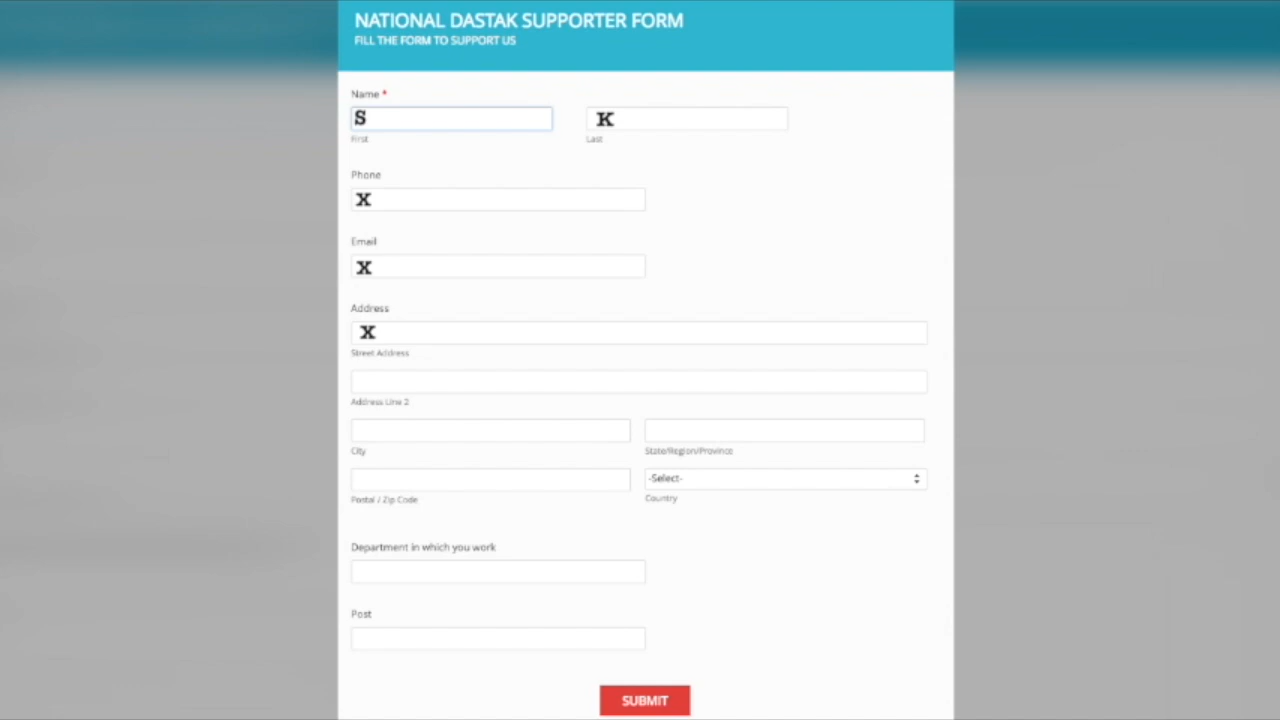 NATIONAL DASTAK SUPPORTER FORM
FILL THE FORM TO SUPPORT US
Name *
S K
First Last
Phone
X
Email
X
Address
X
Street Address
Address Line 2
City State/Region/Province
-Select-
Postal / Zip Code Country
Department in which you work
Post
SUBMIT